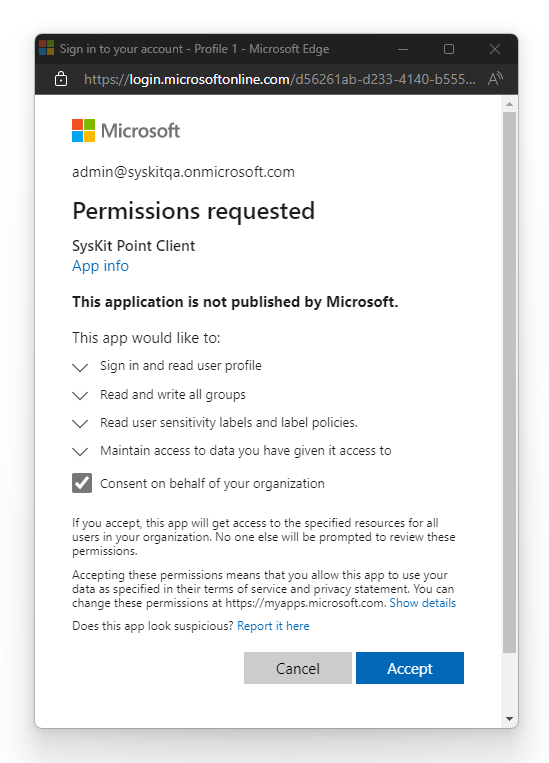 Sign in to your account - Profile 1 - Microsoft Edge
https://login.microsoftonline.com/d56261ab-d233-4140-b555...
Microsoft
admin@syskitqa.onmicrosoft.com
Permissions requested
SysKit Point Client
App info
This application is not published by Microsoft.
This app would like to:
Sign in and read user profile
Read and write all groups
Read user sensitivity labels and label policies.
Maintain access to data you have given it access to
Consent on behalf of your organization
If you accept, this app will get access to the specified resources for all
users in your organization. No one else will be prompted to review these
permissions.
Accepting these permissions means that you allow this app to use your
data as specified in their terms of service and privacy statement. You can
change these permissions at https://myapps.microsoft.com. Show details
Does this app look suspicious? Report it here
Cancel Accept